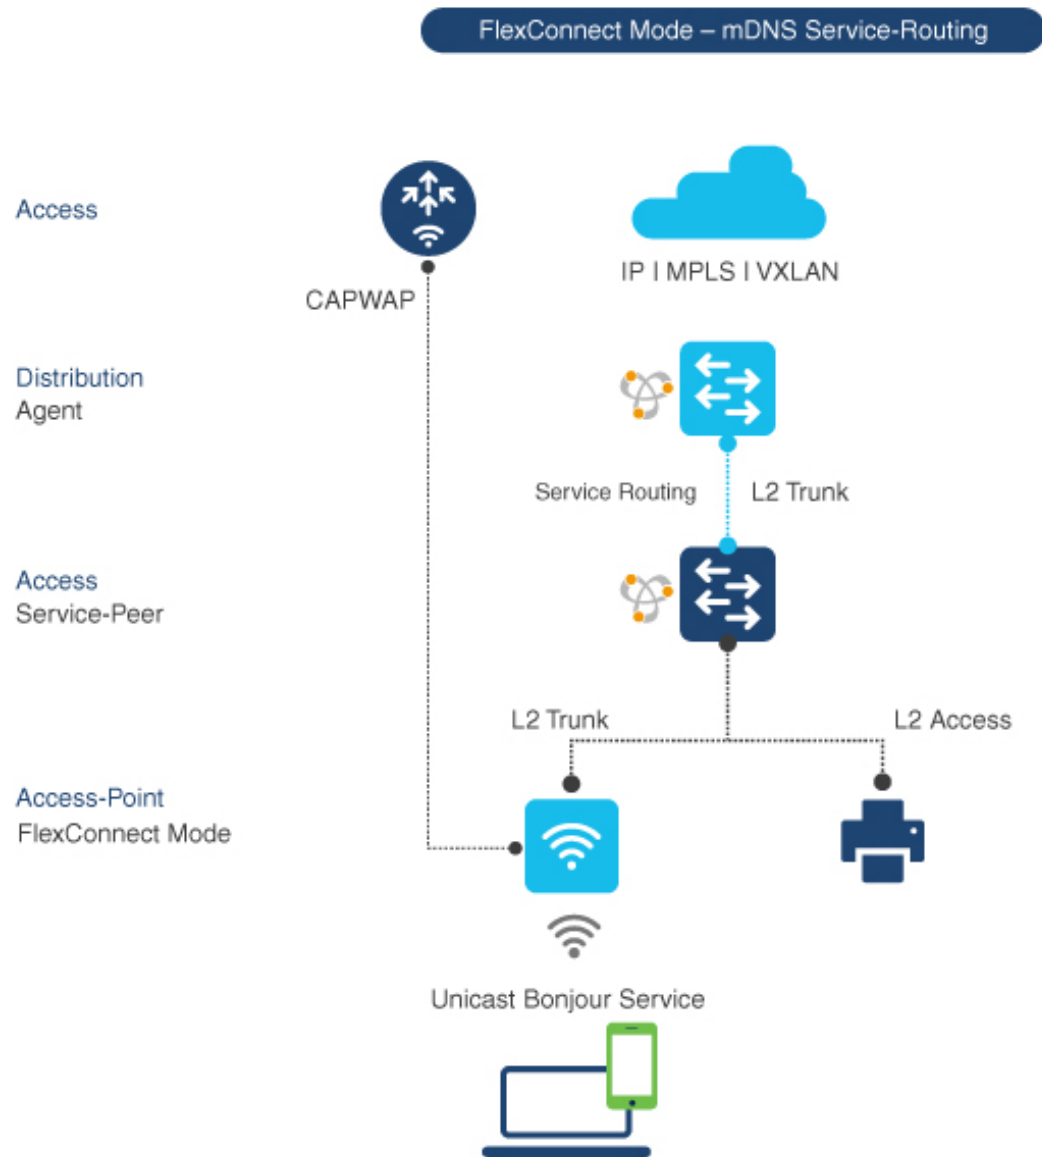 FlexConnect Mode – mDNS Service-Routing
Access
IP I MPLS I VXLAN
CAPWAP
Distribution
Agent
Service Routing
L2 Trunk
Access
Service-Peer
L2 Trunk
L2 Access
Access-Point
FlexConnect Mode
Unicast Bonjour Service